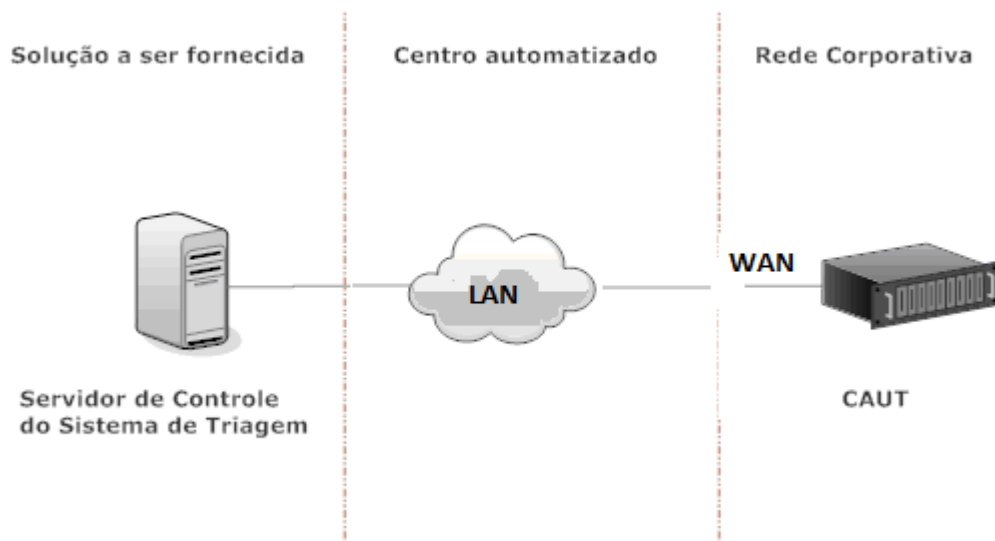 Solução a ser fornecida
Centro automatizado
Rede Corporativa
LAN
WAN
Servidor de Controle
do Sistema de Triagem
CAUT